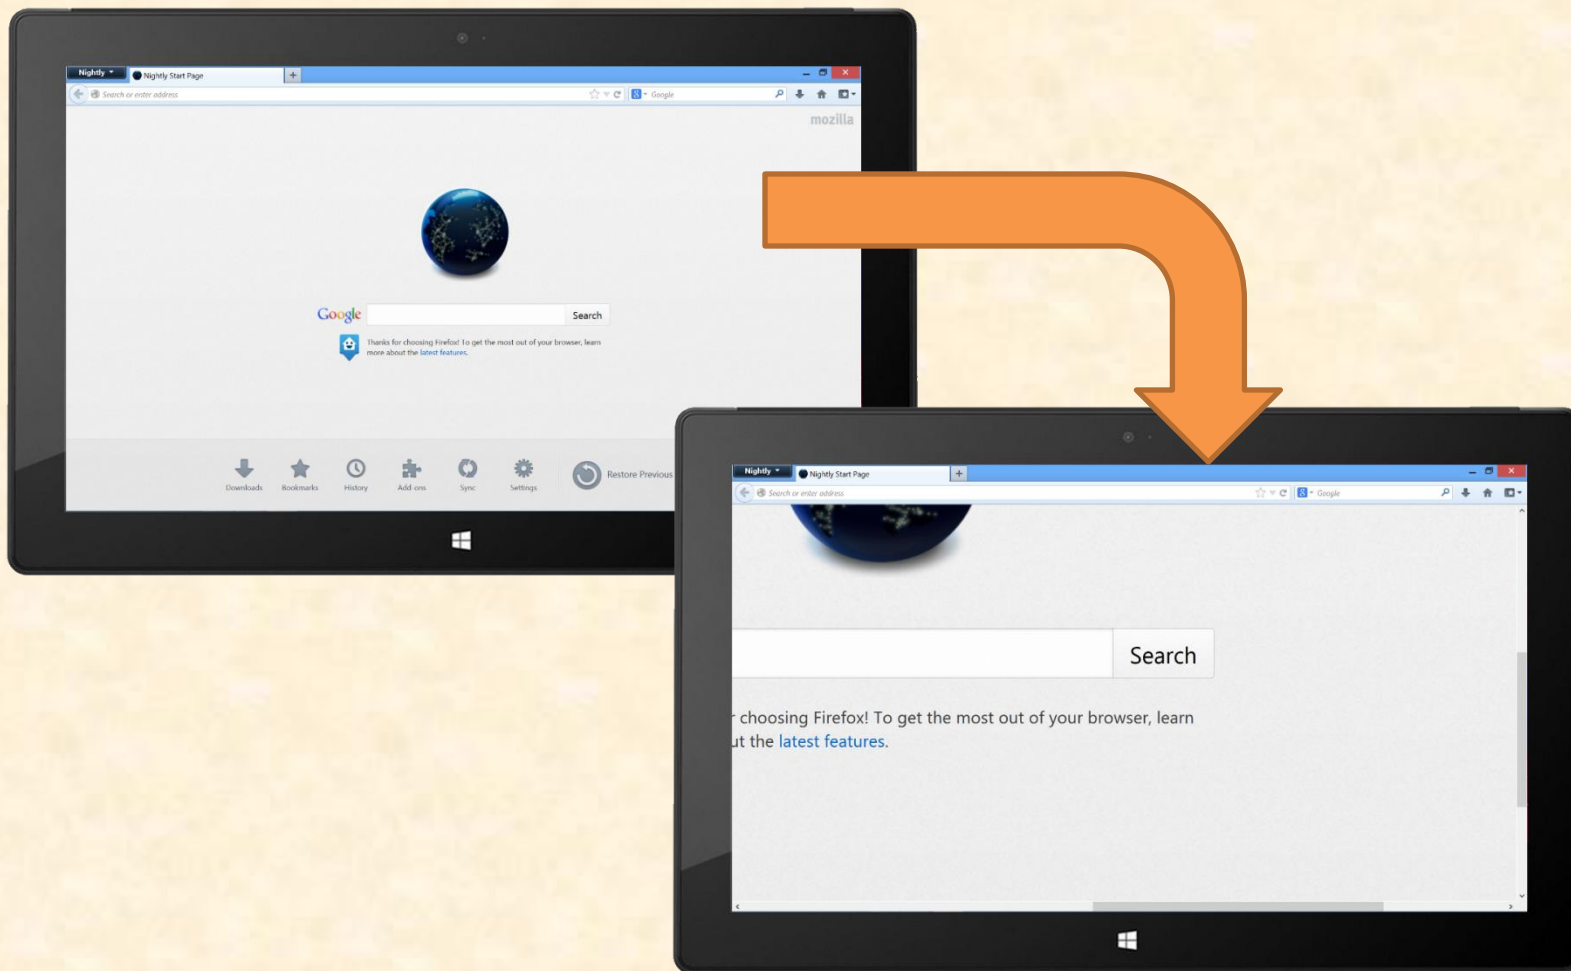 Nightly
Nightly Start Page
Search or enter address
Google
mozilla
Google
Search
Thanks for choosing Firefox! To get the most out of your browser, learn
more about the latest features.
Downloads
Bookmarks
History
Add-ons
Sync
Settings
Restore Previous
Nightly
Nightly Start Page
Search or enter address
Google
Search
choosing Firefox! To get the most out of your browser, learn
ut the latest features.